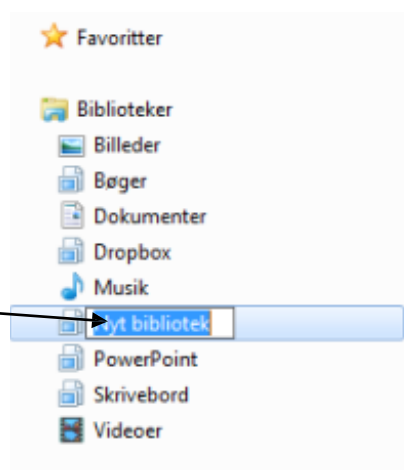 Favoritter
Biblioteker
Billeder
Bøger
Dokumenter
Dropbox
Musik
Nyt bibliotek
PowerPoint
Skrivebord
Videoer